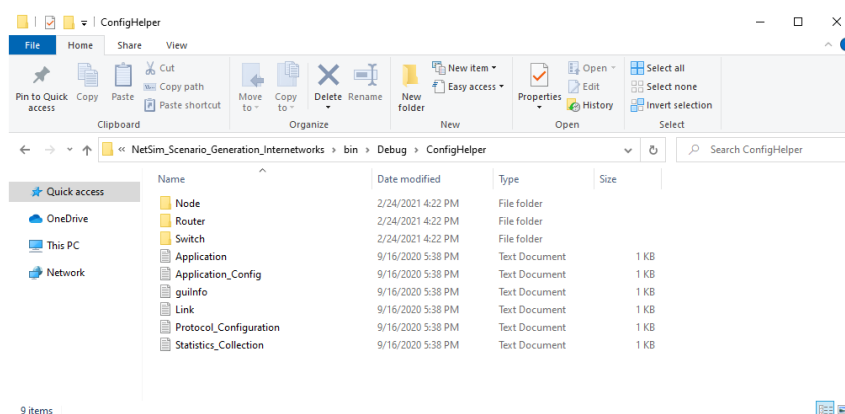 ConfigHelper
File Home Share View
Pin to Quick access
Copy
Paste
Cut
Copy path
Paste shortcut
Clipboard
Move to
Copy to
Delete
Rename
Organize
New folder
New item
Easy access
New
Properties
Open
Edit
History
Open
Select all
Select none
Invert selection
Select
« NetSim_Scenario_Generation_Internetworks > bin > Debug > ConfigHelper
Search ConfigHelper
Quick access
OneDrive
This PC
Network
Name Date modified Type Size
Node 2/24/2021 4:22 PM File folder
Router 2/24/2021 4:22 PM File folder
Switch 2/24/2021 4:22 PM File folder
Application 9/16/2020 5:38 PM Text Document 1 KB
Application_Config 9/16/2020 5:38 PM Text Document 1 KB
guiInfo 9/16/2020 5:38 PM Text Document 1 KB
Link 9/16/2020 5:38 PM Text Document 1 KB
Protocol_Configuration 9/16/2020 5:38 PM Text Document 1 KB
Statistics_Collection 9/16/2020 5:38 PM Text Document 1 KB
9 items